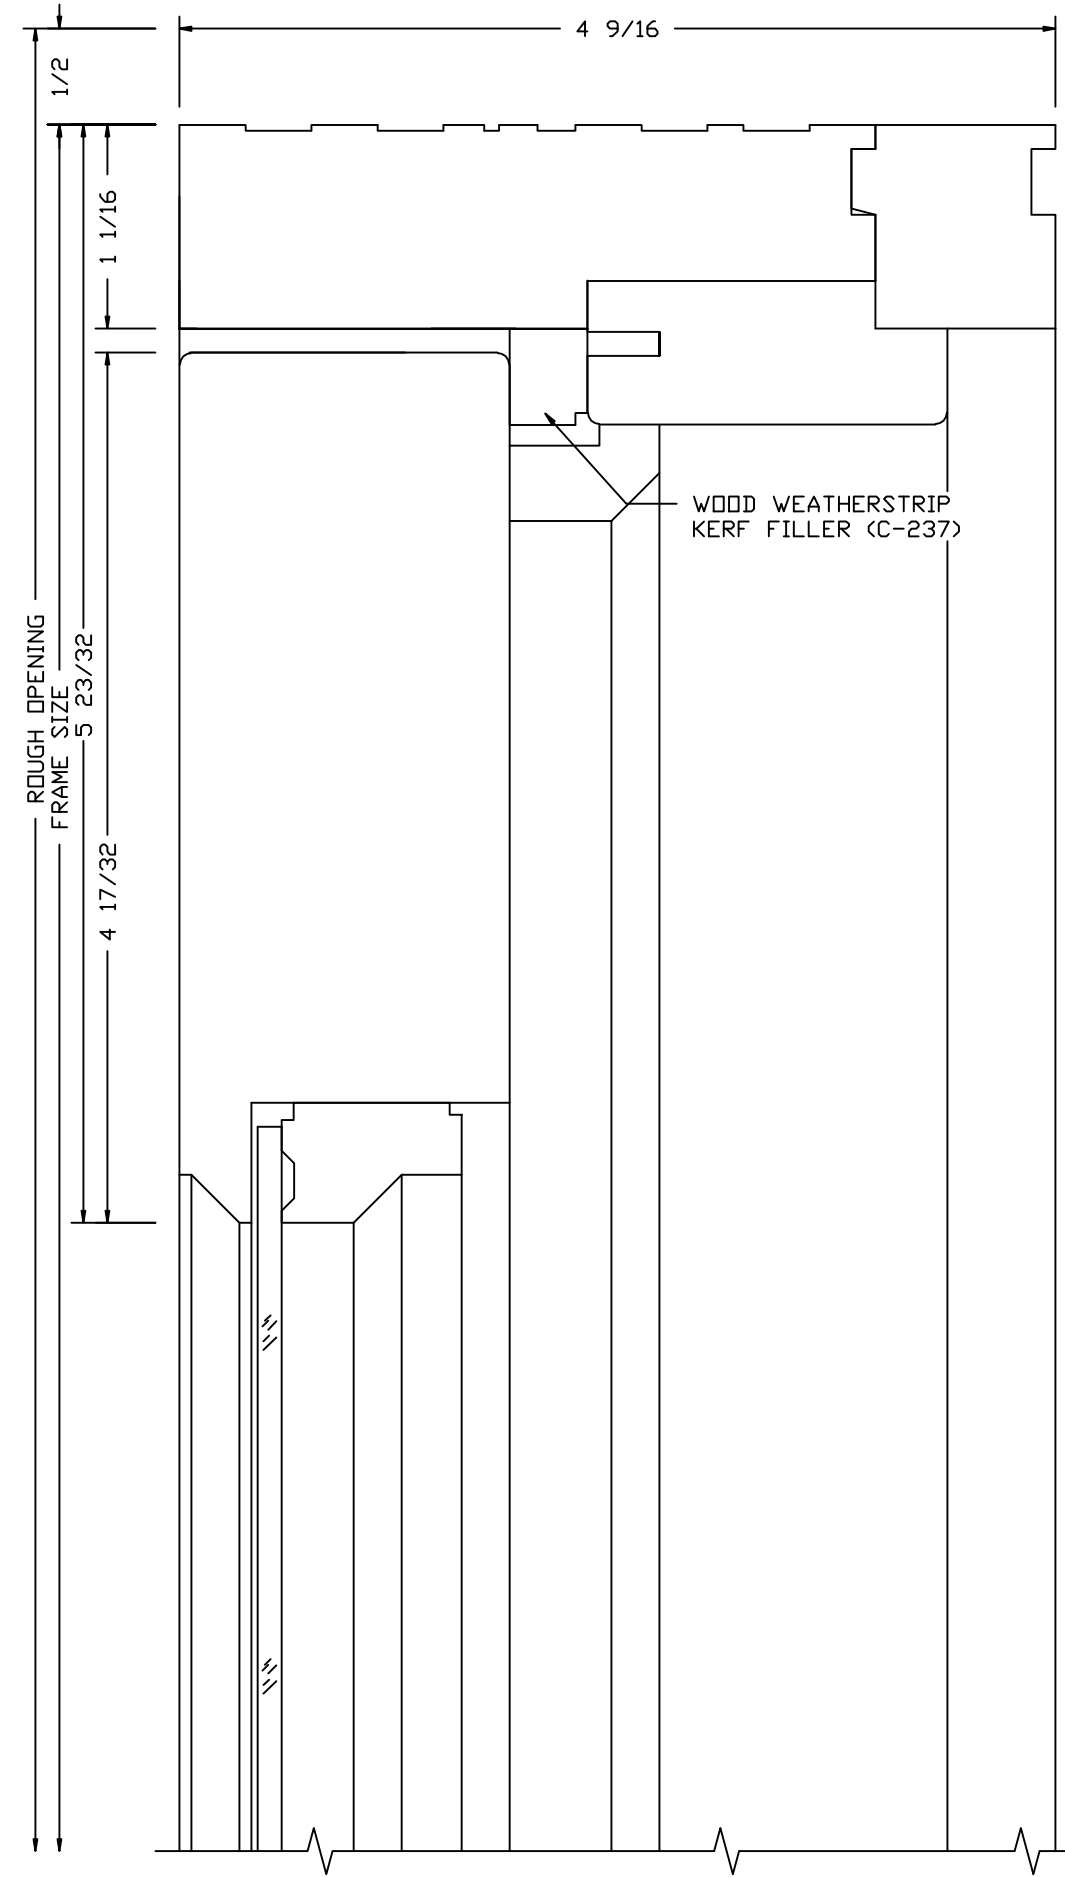 4 9/16
1/2
1 1/16
ROUGH OPENING
FRAME SIZE
5 23/32
4 17/32
WOOD WEATHERSTRIP
KERF FILLER (C-237)